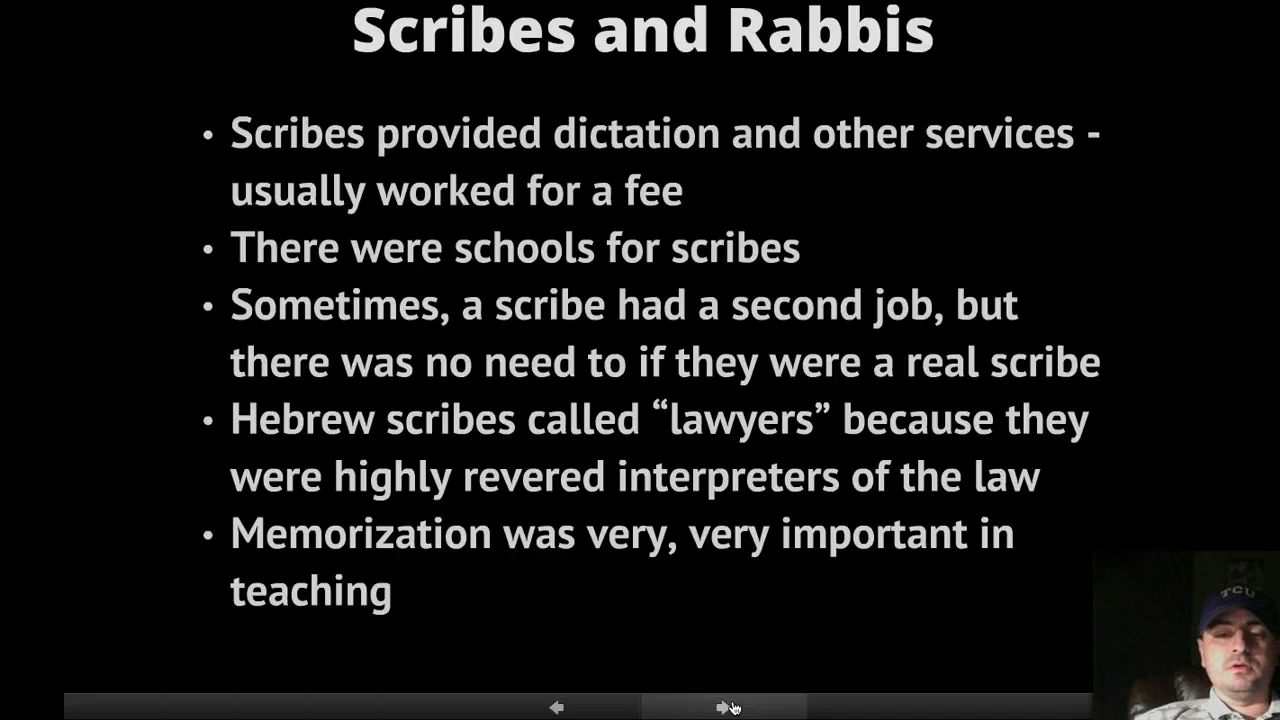 Scribes and Rabbis
• Scribes provided dictation and other services -
usually worked for a fee
• There were schools for scribes
• Sometimes, a scribe had a second job, but
there was no need to if they were a real scribe
• Hebrew scribes called “lawyers” because they
were highly revered interpreters of the law
• Memorization was very, very important in
teaching
TCU